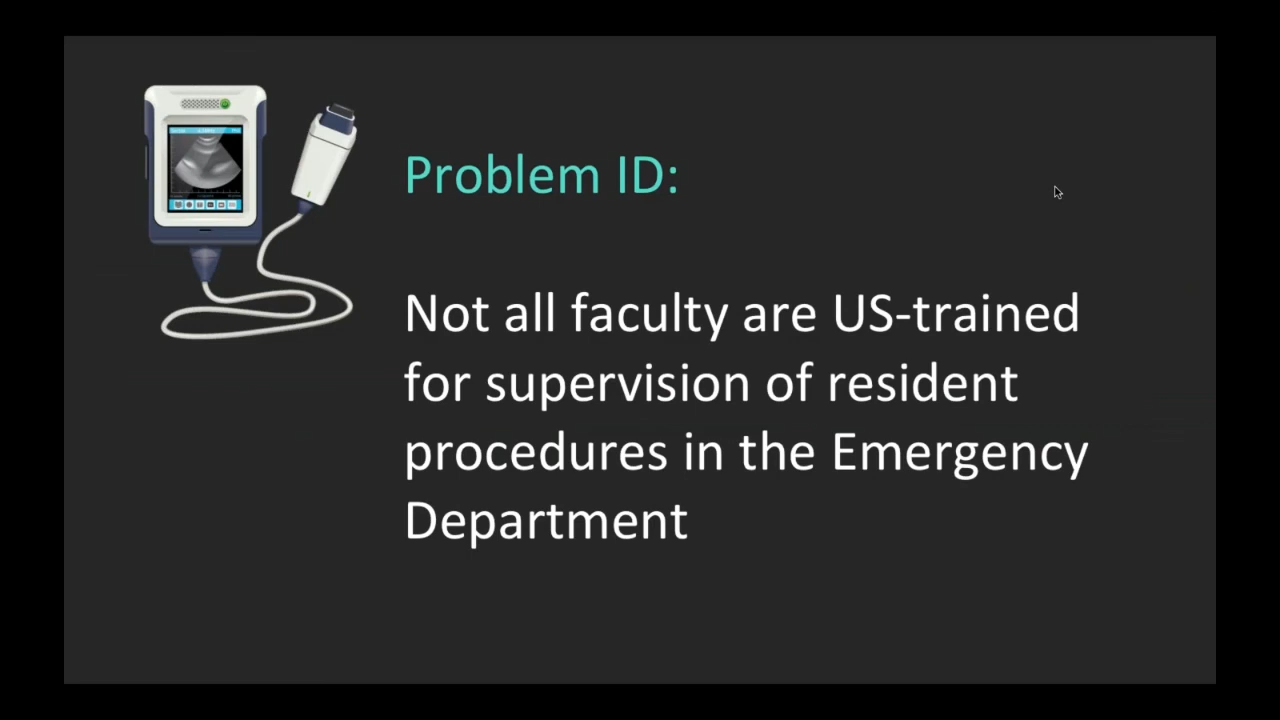 Problem ID:
Not all faculty are US-trained
for supervision of resident
procedures in the Emergency
Department